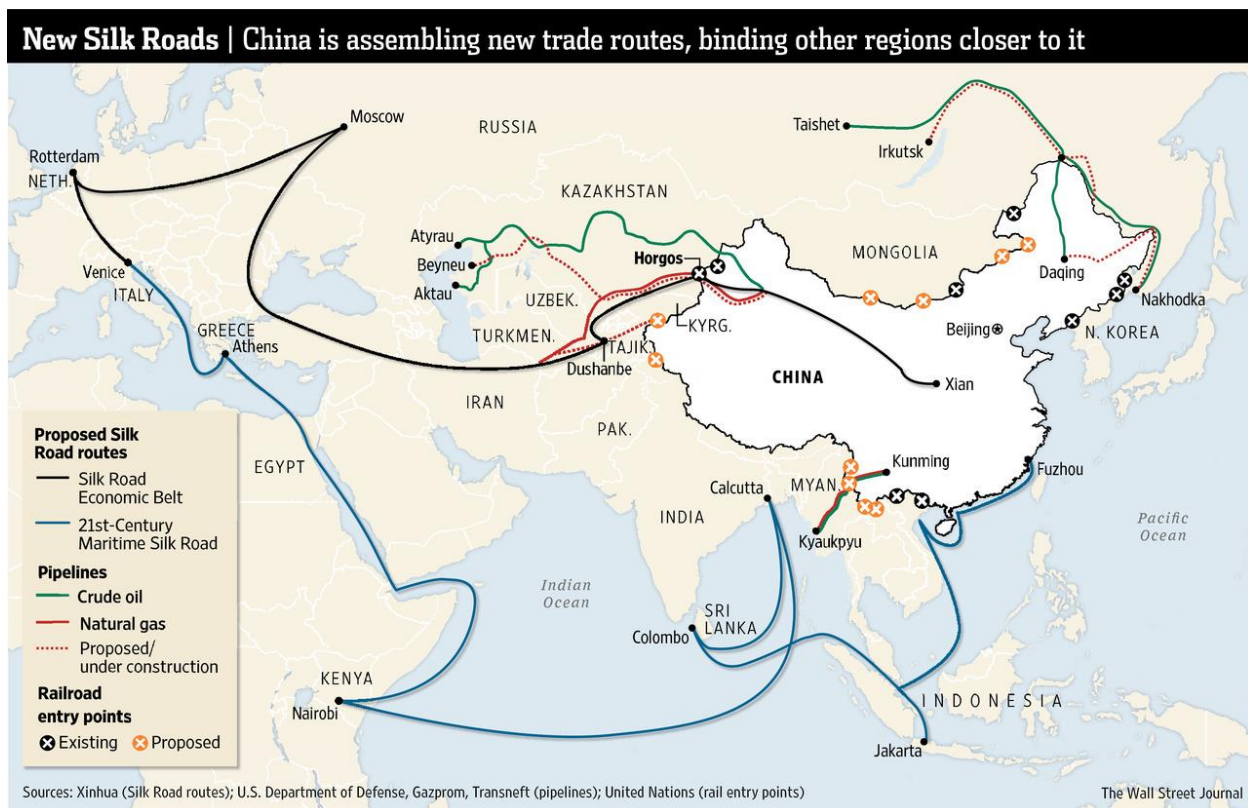 New Silk Roads | China is assembling new trade routes, binding other regions closer to it
Moscow
RUSSIA
Taishet
Irkutsk
Rotterdam
NETH.
KAZAKHSTAN
Atyrau
Beyneu
Aktau
Horgos
MONGOLIA
Daqing
Nakhodka
Venice
ITALY
UZBEK.
TURKMEN.
KYRG.
TAJIK.
Dushanbe
Beijing
N. KOREA
GREECE
Athens
CHINA
Xian
IRAN
PAK.
EGYPT
Kunming
Fuzhou
MYAN.
Calcutta
INDIA
Kyaukpyu
Pacific
Ocean
Indian
Ocean
SRI
LANKA
Colombo
KENYA
Nairobi
INDONESIA
Jakarta
Proposed Silk
Road routes
Silk Road
Economic Belt
21st-Century
Maritime Silk Road
Pipelines
Crude oil
Natural gas
Proposed/
under construction
Railroad
entry points
Existing
Proposed
Sources: Xinhua (Silk Road routes); U.S. Department of Defense, Gazprom, Transneft (pipelines); United Nations (rail entry points)
The Wall Street Journal